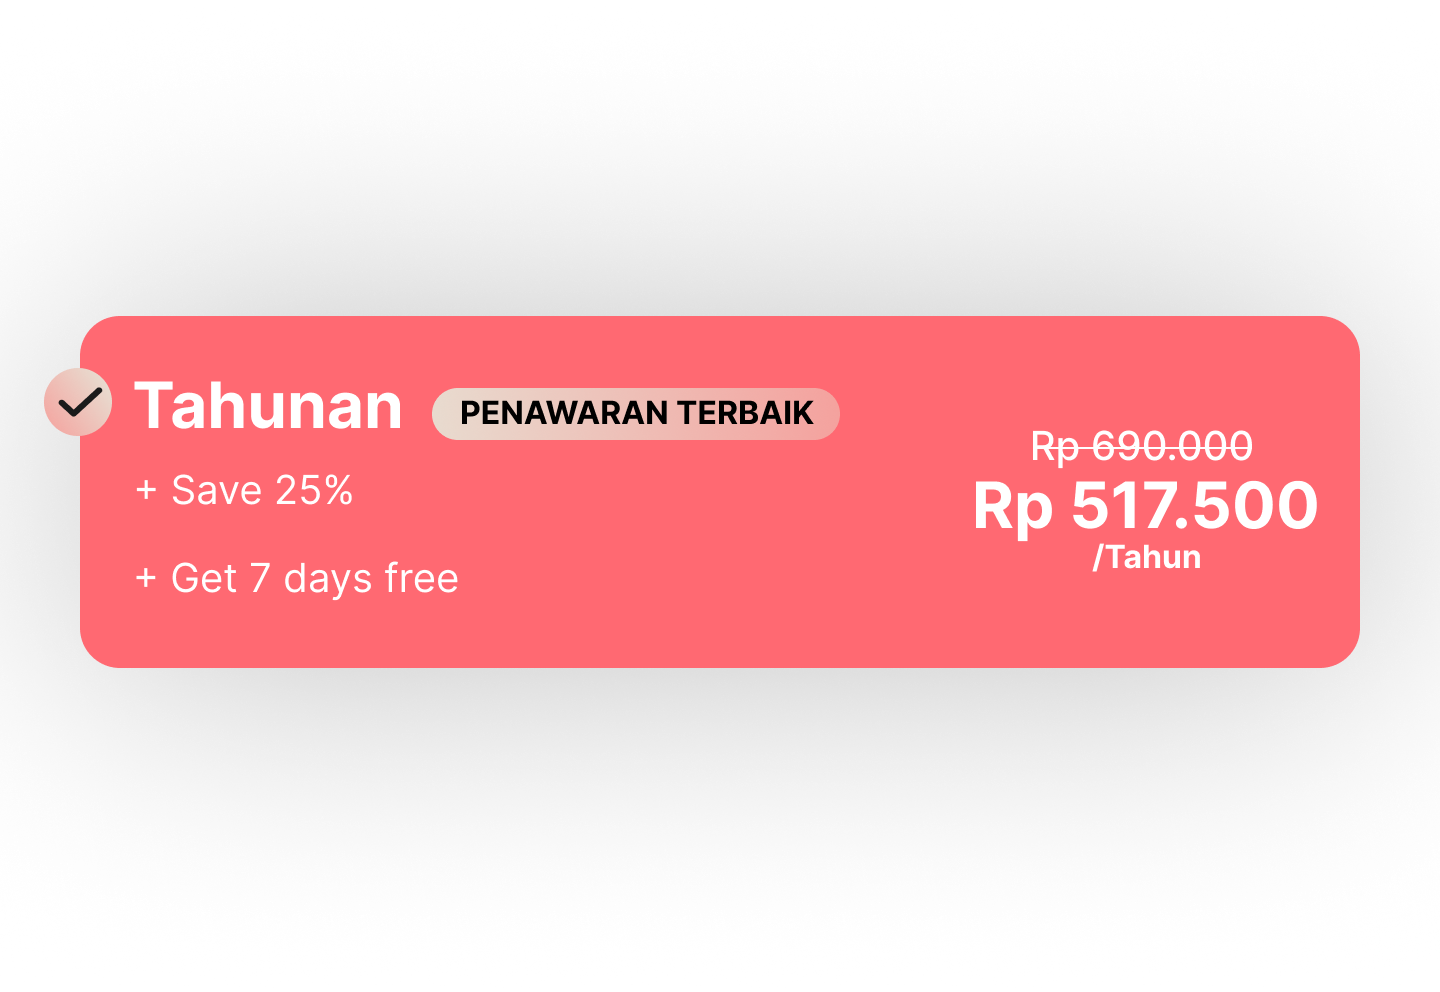 Tahunan
PENAWARAN TERBAIK
+ Save 25%
+ Get 7 days free
Rp 690.000
Rp 517.500
/Tahun